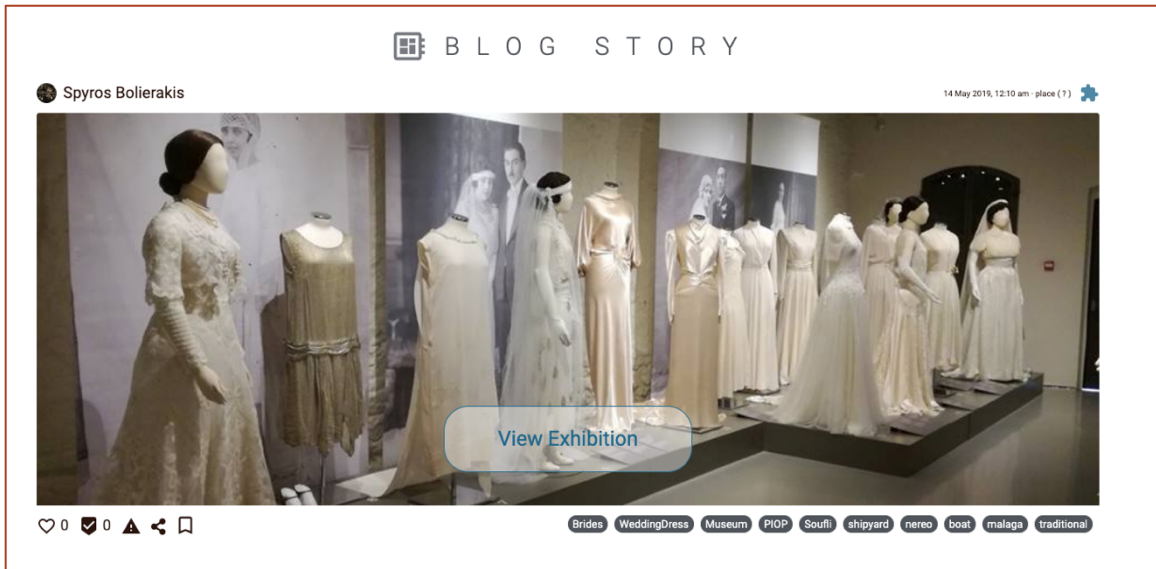 BLOG STORY
Spyros Bolierakis
14 May 2019, 12:10 am · place ( ? )
View Exhibition
0 0
Brides WeddingDress Museum PIOP Soufli shipyard nereo boat malaga traditional